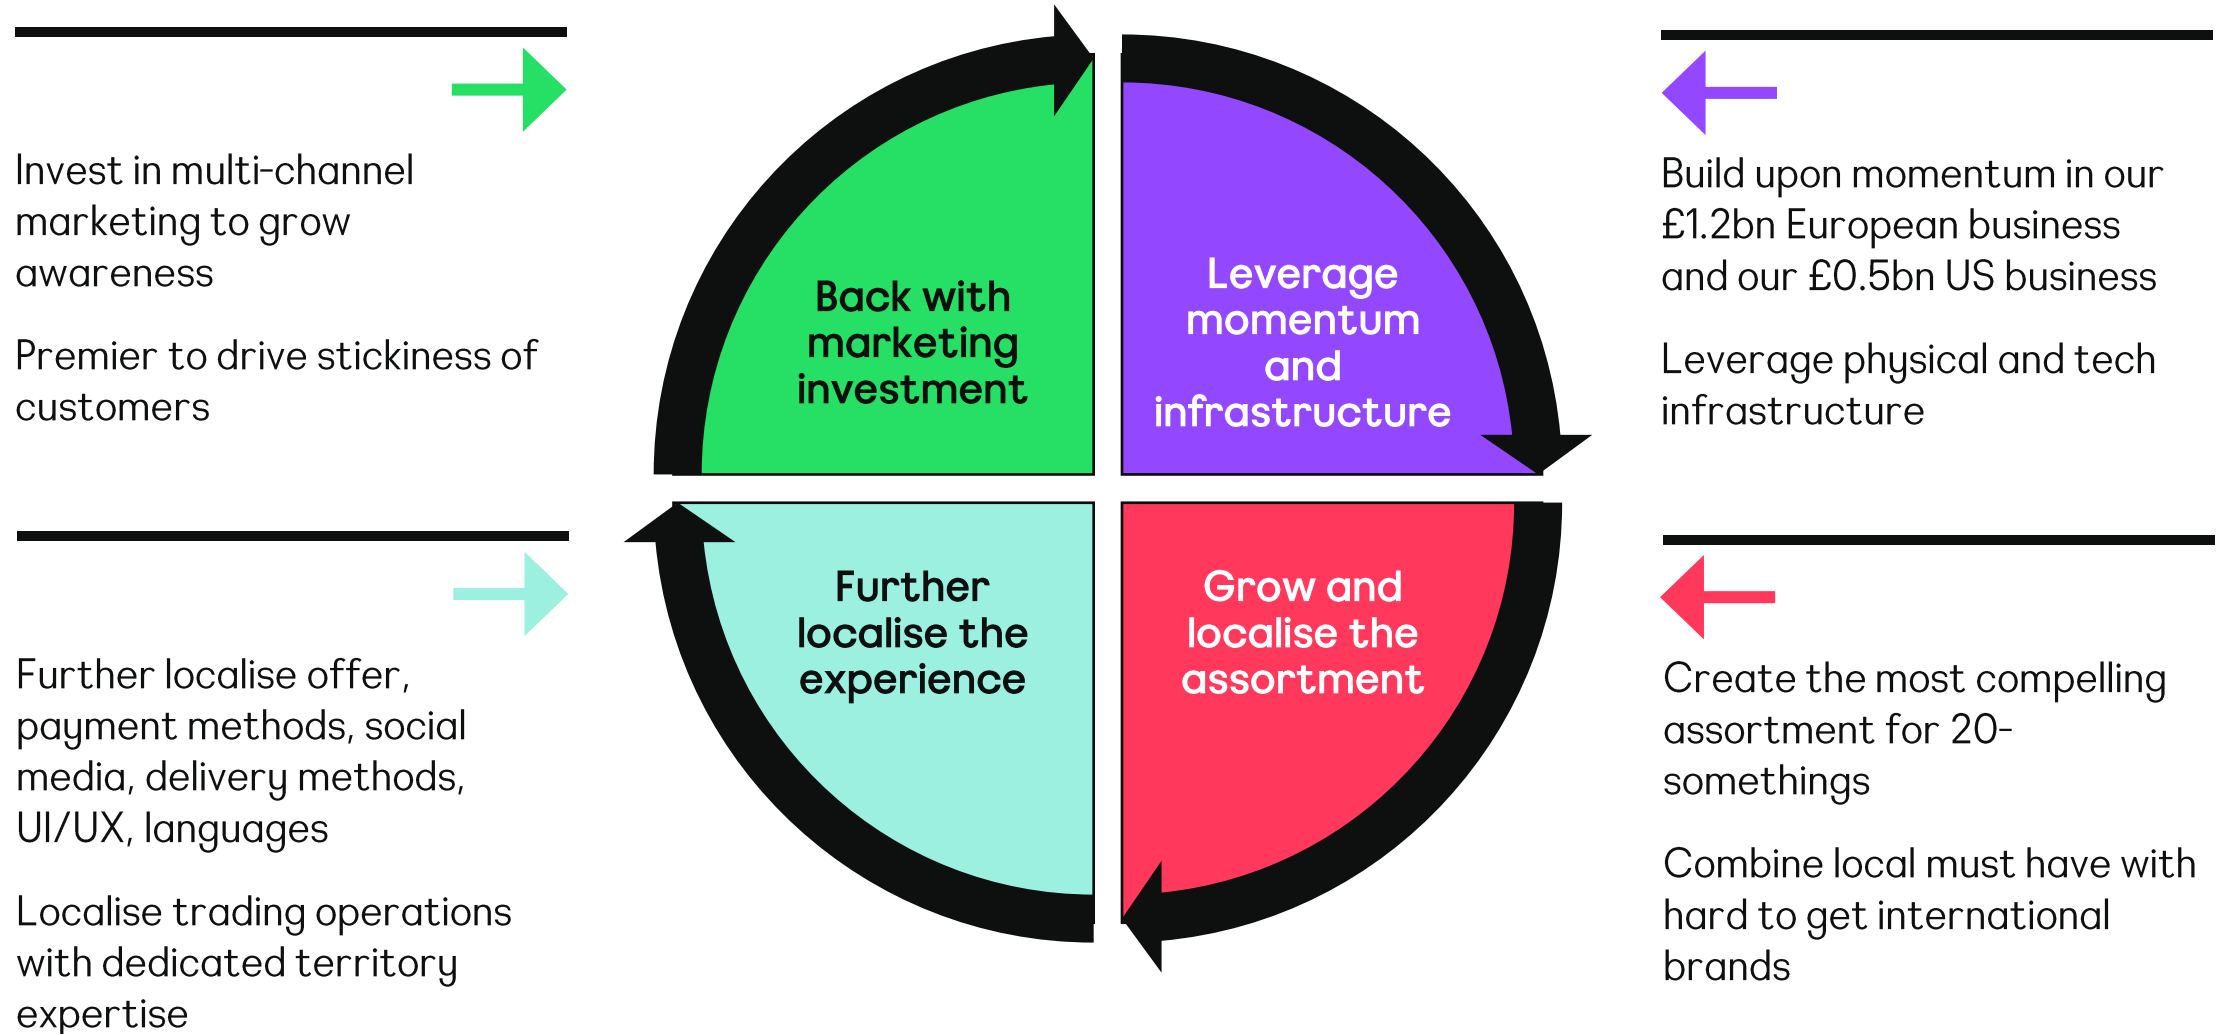 Invest in multi-channel
marketing to grow
awareness
Premier to drive stickiness of
customers
Back with
marketing
investment
Leverage
momentum
and
infrastructure
Build upon momentum in our
£1.2bn European business
and our £0.5bn US business
Leverage physical and tech
infrastructure
Further localise offer,
payment methods, social
media, delivery methods,
UI/UX, languages
Localise trading operations
with dedicated territory
expertise
Further
localise the
experience
Grow and
localise the
assortment
Create the most compelling
assortment for 20-
somethings
Combine local must have with
hard to get international
brands